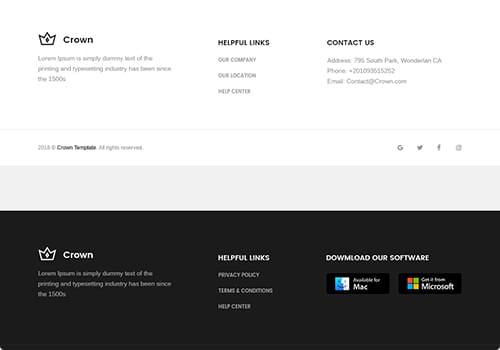 Crown
Lorem Ipsum is simply dummy text of the
printing and typesetting industry has been since
the 1500s
HELPFUL LINKS
OUR COMPANY
OUR LOCATION
HELP CENTER
CONTACT US
Address: 795 South Park, Wonderlan CA
Phone: +201093515252
Email: Contact@Crown.com
2018 © Crown Template. All rights reserved.
Crown
Lorem Ipsum is simply dummy text of the
printing and typesetting industry has been since
the 1500s
HELPFUL LINKS
PRIVACY POLICY
TERMS & CONDITIONS
HELP CENTER
DOWMLOAD OUR SOFTWARE
Available for
Mac
Get it from
Microsoft